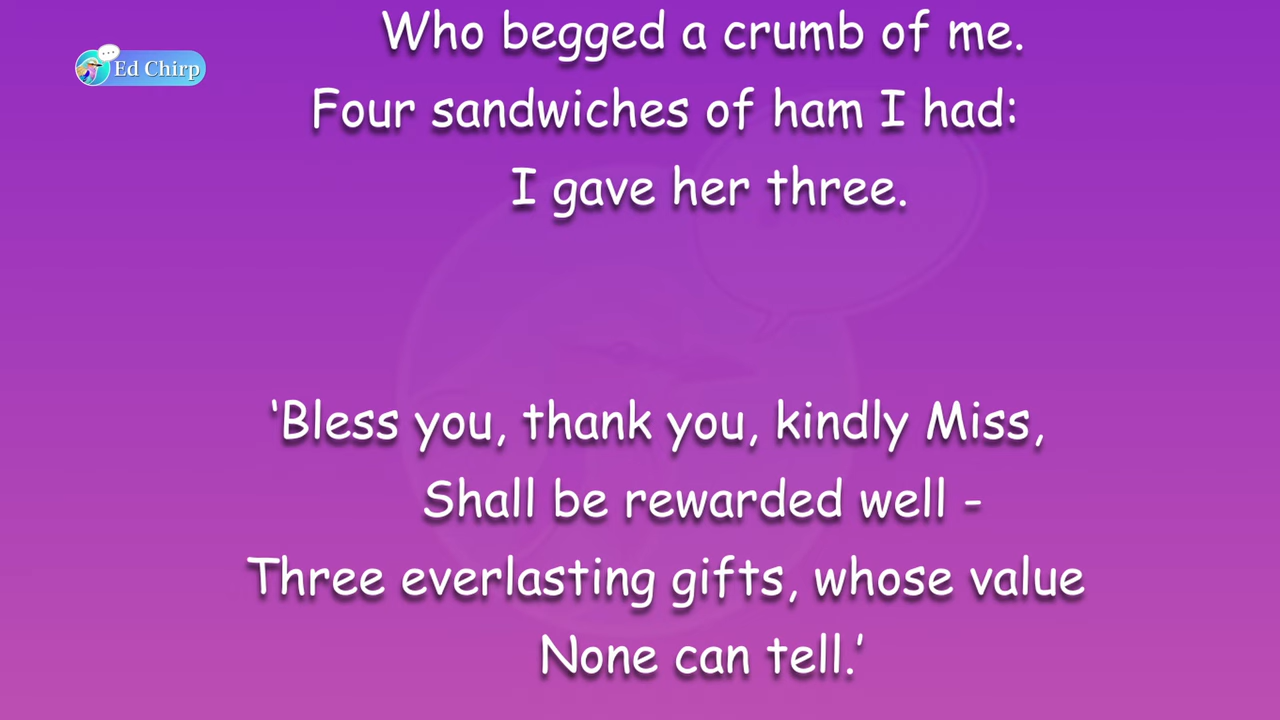 Who begged a crumb of me.
Ed Chirp
Four sandwiches of ham I had:
I gave her three.
‘Bless you, thank you, kindly Miss,
Shall be rewarded well -
Three everlasting gifts, whose value
None can tell.’